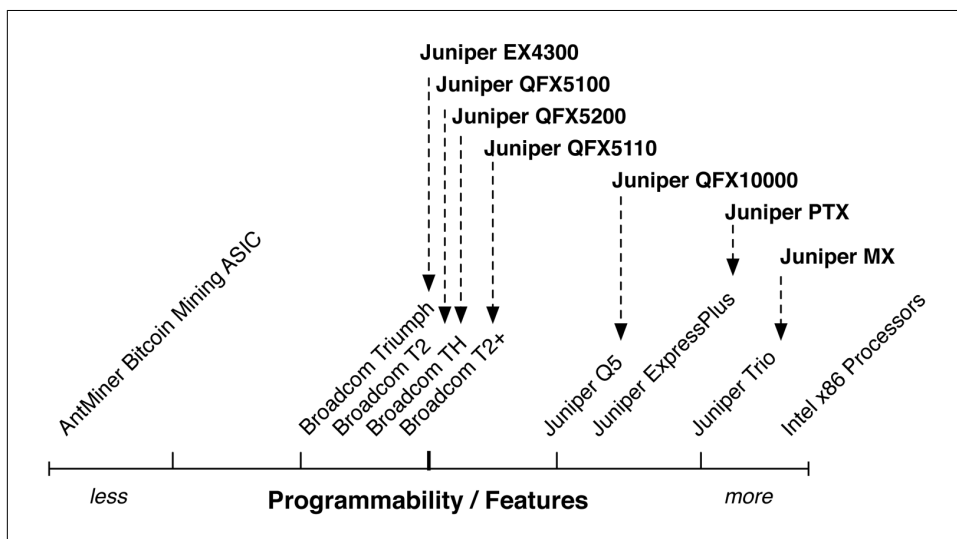 Juniper EX4300
Juniper QFX5100
Juniper QFX5200
Juniper QFX5110
Juniper QFX10000
Juniper PTX
Juniper MX
AntMiner Bitcoin Mining ASIC
Broadcom Triumph
Broadcom T2
Broadcom TH
Broadcom T2+
Juniper Q5
Juniper ExpressPlus
Juniper Trio
Intel x86 Processors
less
Programmability / Features
more